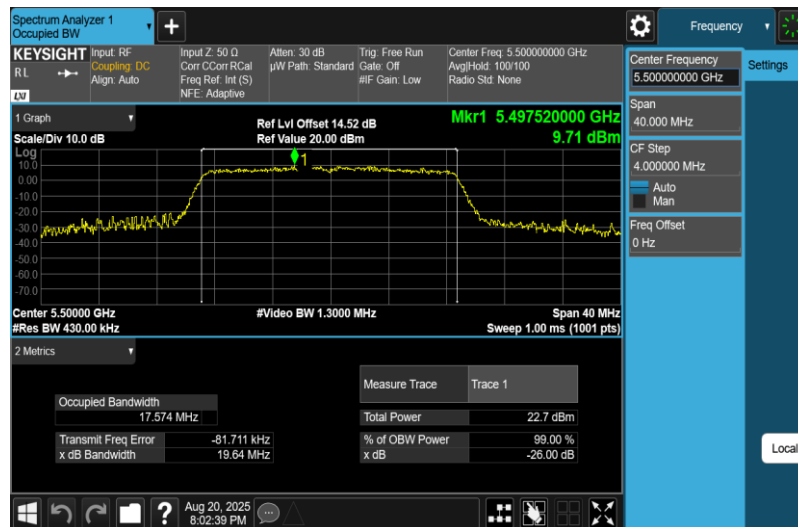 Spectrum Analyzer 1
Occupied BW
+
Frequency
KEYSIGHT
RL
LXI
Input: RF
Coupling: DC
Align: Auto
Input Z: 50 Ω
Corr CCorr RCal
Freq Ref: Int (S)
NFE: Adaptive
Atten: 30 dB
µW Path: Standard
Trig: Free Run
Gate: Off
#IF Gain: Low
Center Freq: 5.500000000 GHz
Avg|Hold: 100/100
Radio Std: None
Center Frequency
5.500000000 GHz
Settings
Span
40.000 MHz
CF Step
4.000000 MHz
Auto
Man
Freq Offset
0 Hz
Local
1 Graph
Scale/Div 10.0 dB
Ref Lvl Offset 14.52 dB
Ref Value 20.00 dBm
Mkr1 5.497520000 GHz
9.71 dBm
Log
10.0
0.00
-10.0
-20.0
-30.0
-40.0
-50.0
-60.0
-70.0
1
Center 5.50000 GHz
#Res BW 430.00 kHz
#Video BW 1.3000 MHz
Span 40 MHz
Sweep 1.00 ms (1001 pts)
2 Metrics
Occupied Bandwidth
17.574 MHz
Transmit Freq Error -81.711 kHz
x dB Bandwidth 19.64 MHz
Measure Trace Trace 1
Total Power 22.7 dBm
% of OBW Power 99.00 %
x dB -26.00 dB
?
Aug 20, 2025
8:02:39 PM